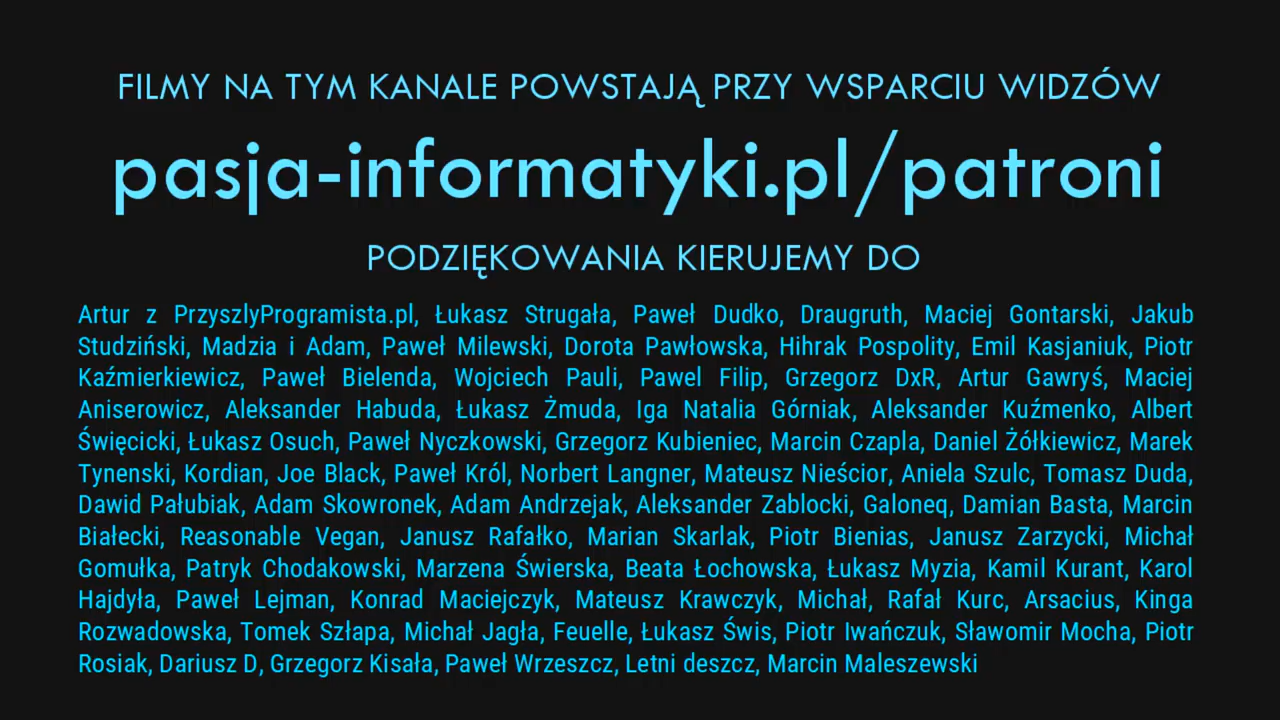 FILMY NA TYM KANALE POWSTAJĄ PRZY WSPARCIU WIDZÓW
pasja-informatyki.pl/patroni
PODZIĘKOWANIA KIERUJEMY DO
Artur z PrzyszlyProgramista.pl, Łukasz Strugała, Paweł Dudko, Draugruth, Maciej Gontarski, Jakub
Studziński, Madzia i Adam, Paweł Milewski, Dorota Pawłowska, Hihrak Pospolity, Emil Kasjaniuk, Piotr
Kaźmierkiewicz, Paweł Bielenda, Wojciech Pauli, Pawel Filip, Grzegorz DxR, Artur Gawryś, Maciej
Aniserowicz, Aleksander Habuda, Łukasz Żmuda, Iga Natalia Górniak, Aleksander Kuźmenko, Albert
Święcicki, Łukasz Osuch, Paweł Nyczkowski, Grzegorz Kubieniec, Marcin Czapla, Daniel Żółkiewicz, Marek
Tynenski, Kordian, Joe Black, Paweł Król, Norbert Langner, Mateusz Nieścior, Aniela Szulc, Tomasz Duda,
Dawid Pałubiak, Adam Skowronek, Adam Andrzejak, Aleksander Zablocki, Galoneq, Damian Basta, Marcin
Białecki, Reasonable Vegan, Janusz Rafałko, Marian Skarlak, Piotr Bienias, Janusz Zarzycki, Michał
Gomułka, Patryk Chodakowski, Marzena Świerska, Beata Łochowska, Łukasz Myzia, Kamil Kurant, Karol
Hajdyła, Paweł Lejman, Konrad Maciejczyk, Mateusz Krawczyk, Michał, Rafał Kurc, Arsacius, Kinga
Rozwadowska, Tomek Szłapa, Michał Jagła, Feuelle, Łukasz Świs, Piotr Iwańczuk, Sławomir Mocha, Piotr
Rosiak, Dariusz D, Grzegorz Kisała, Paweł Wrzeszcz, Letni deszcz, Marcin Maleszewski